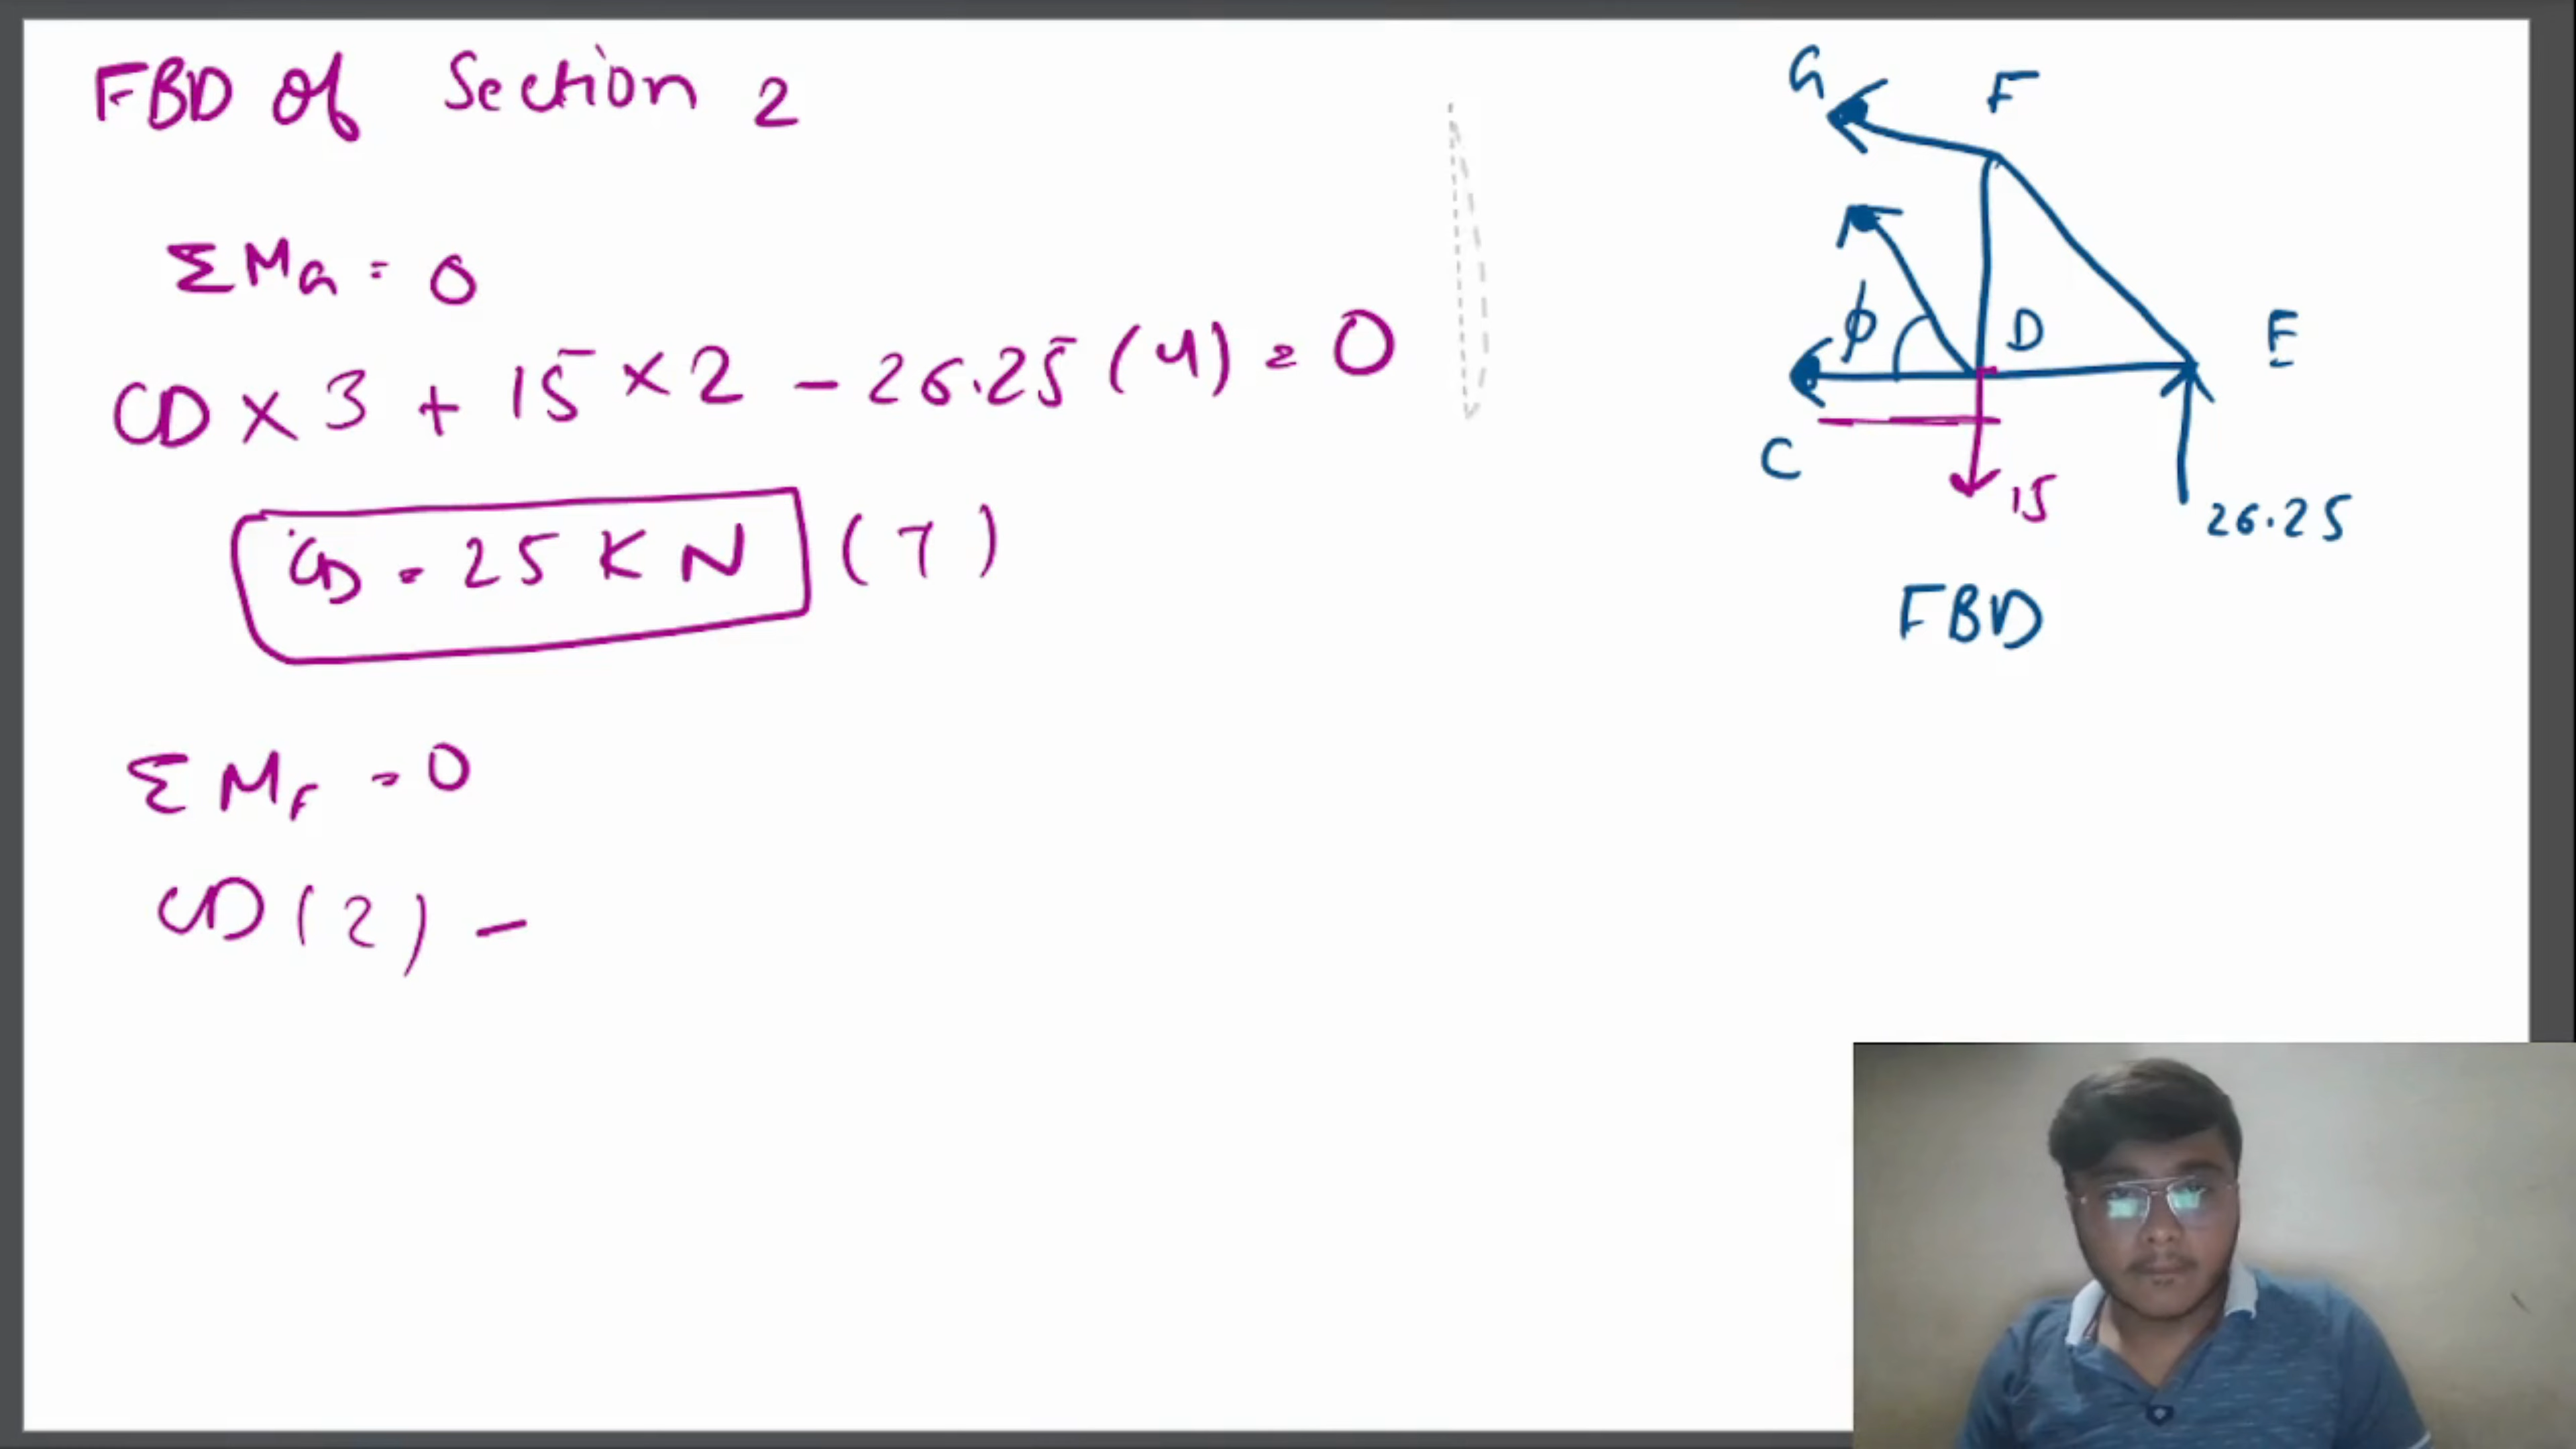 FBD of Section 2
ΣMG = 0
CD × 3 + 15 × 2 - 26.25 (4) = 0
CD = 25 KN (T)
ΣMF = 0
CD (2) -
G
F
ϕ
D
E
C
15
26.25
FBD